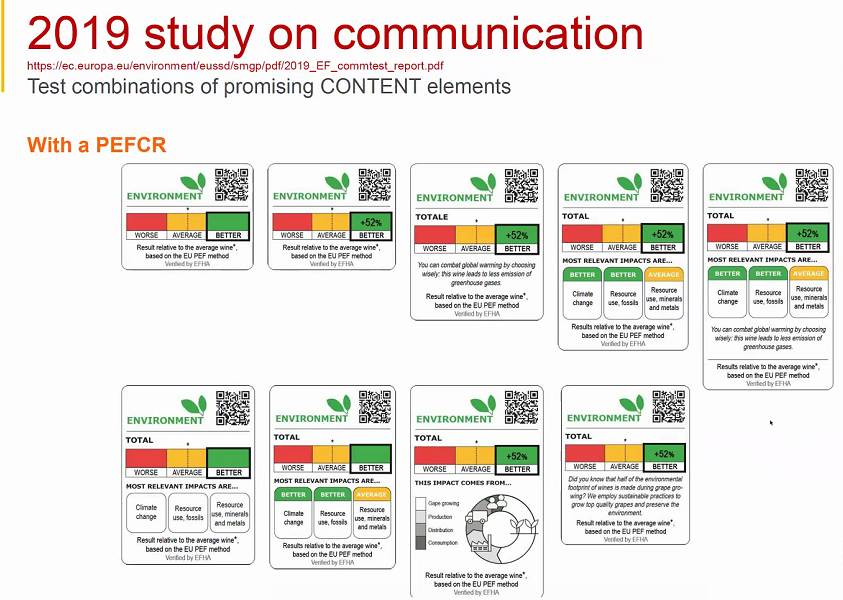 2019 study on communication
https://ec.europa.eu/environment/eussd/smgp/pdf/2019_EF_commtest_report.pdf
Test combinations of promising CONTENT elements
With a PEFCR
ENVIRONMENT
*
WORSE AVERAGE BETTER
Result relative to the average wine*,
based on the EU PEF method
Verified by EFHA
ENVIRONMENT
*
+52%
WORSE AVERAGE BETTER
Result relative to the average wine*,
based on the EU PEF method
Verified by EFHA
ENVIRONMENT
TOTALE
*
+52%
WORSE AVERAGE BETTER
You can combat global warming by choosing
wisely: this wine leads to less emission of
greenhouse gases.
Result relative to the average wine*,
based on the EU PEF method
Verified by EFHA
ENVIRONMENT
TOTAL
*
+52%
WORSE AVERAGE BETTER
MOST RELEVANT IMPACTS ARE...
BETTER BETTER AVERAGE
Climate
change
Resource
use, fossils
Resource
use, minerals
and metals
Results relative to the average wine*,
based on the EU PEF method
Verified by EFHA
ENVIRONMENT
TOTAL
*
+52%
WORSE AVERAGE BETTER
MOST RELEVANT IMPACTS ARE...
BETTER BETTER AVERAGE
Climate
change
Resource
use, fossils
Resource
use, minerals
and metals
You can combat global warming by choosing
wisely: this wine leads to less emission of
greenhouse gases.
Results relative to the average wine*,
based on the EU PEF method
Verified by EFHA
ENVIRONMENT
TOTAL
*
WORSE AVERAGE BETTER
MOST RELEVANT IMPACTS ARE...
Climate
change
Resource
use, fossils
Resource
use, minerals
and metals
Result relative to the average wine*,
based on the EU PEF method
Verified by EFHA
ENVIRONMENT
TOTAL
*
WORSE AVERAGE BETTER
MOST RELEVANT IMPACTS ARE...
BETTER BETTER AVERAGE
Climate
change
Resource
use, fossils
Resource
use, minerals
and metals
Results relative to the average wine*,
based on the EU PEF method
Verified by EFHA
ENVIRONMENT
TOTAL
*
+52%
WORSE AVERAGE BETTER
THIS IMPACT COMES FROM...
Gape growing
Production
Distribution
Consumption
Result relative to the average wine*,
based on the EU PEF method
Verified by EFHA
ENVIRONMENT
TOTAL
*
+52%
WORSE AVERAGE BETTER
Did you know that half of the environmental
footprint of wines is made during grape gro-
wing? We employ sustainable practices to
grow top quality grapes and preserve the
environment.
Result relative to the average wine*,
based on the EU PEF method
Verified by EFHA